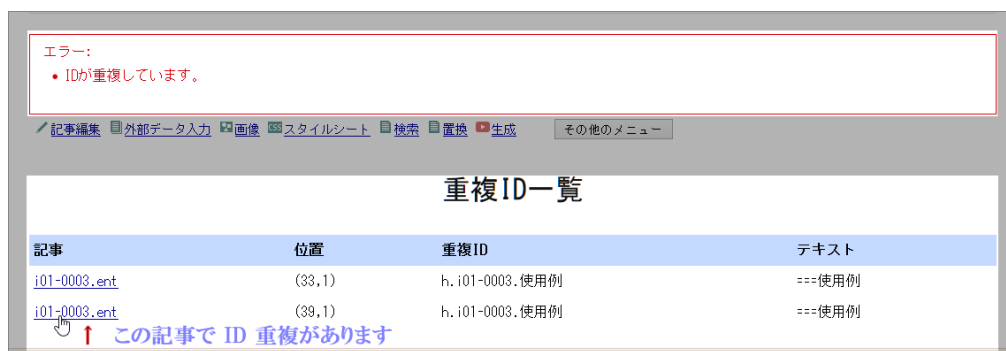 エラー:
• IDが重複しています。
記事編集 外部データ入力 画像 CSS スタイルシート 検索 置換 生成 その他のメニュー
重複ID一覧
記事 位置 重複ID テキスト
i01-0003.ent (33,1) h.i01-0003.使用例 ===使用例
i01-0003.ent (39,1) h.i01-0003.使用例 ===使用例
↑ この記事で ID 重複があります